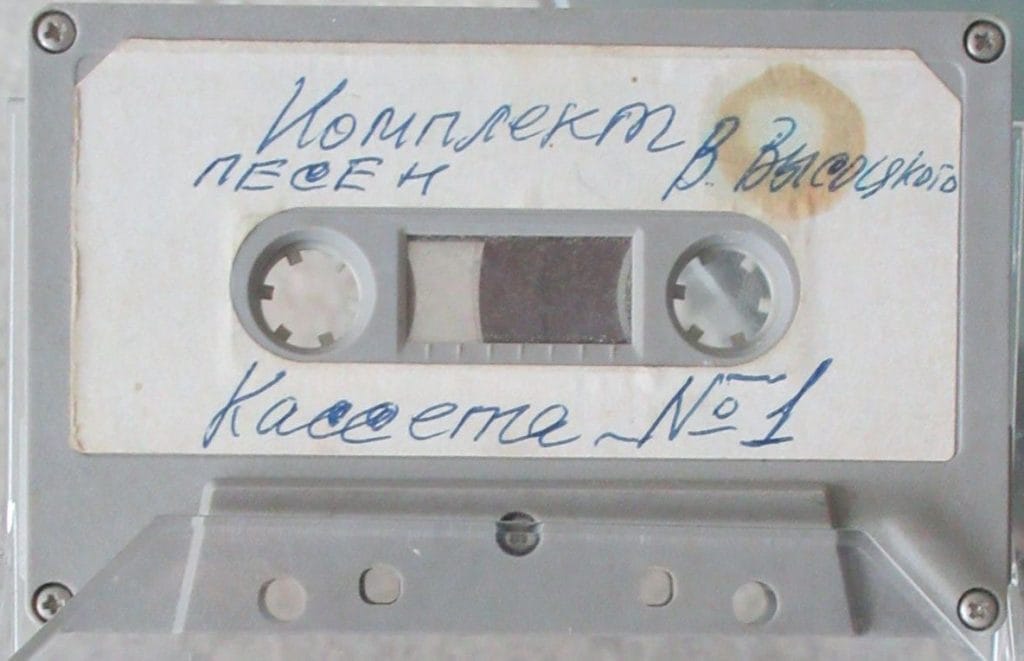 Комплект
песен В. Высоцкого
Кассета №1